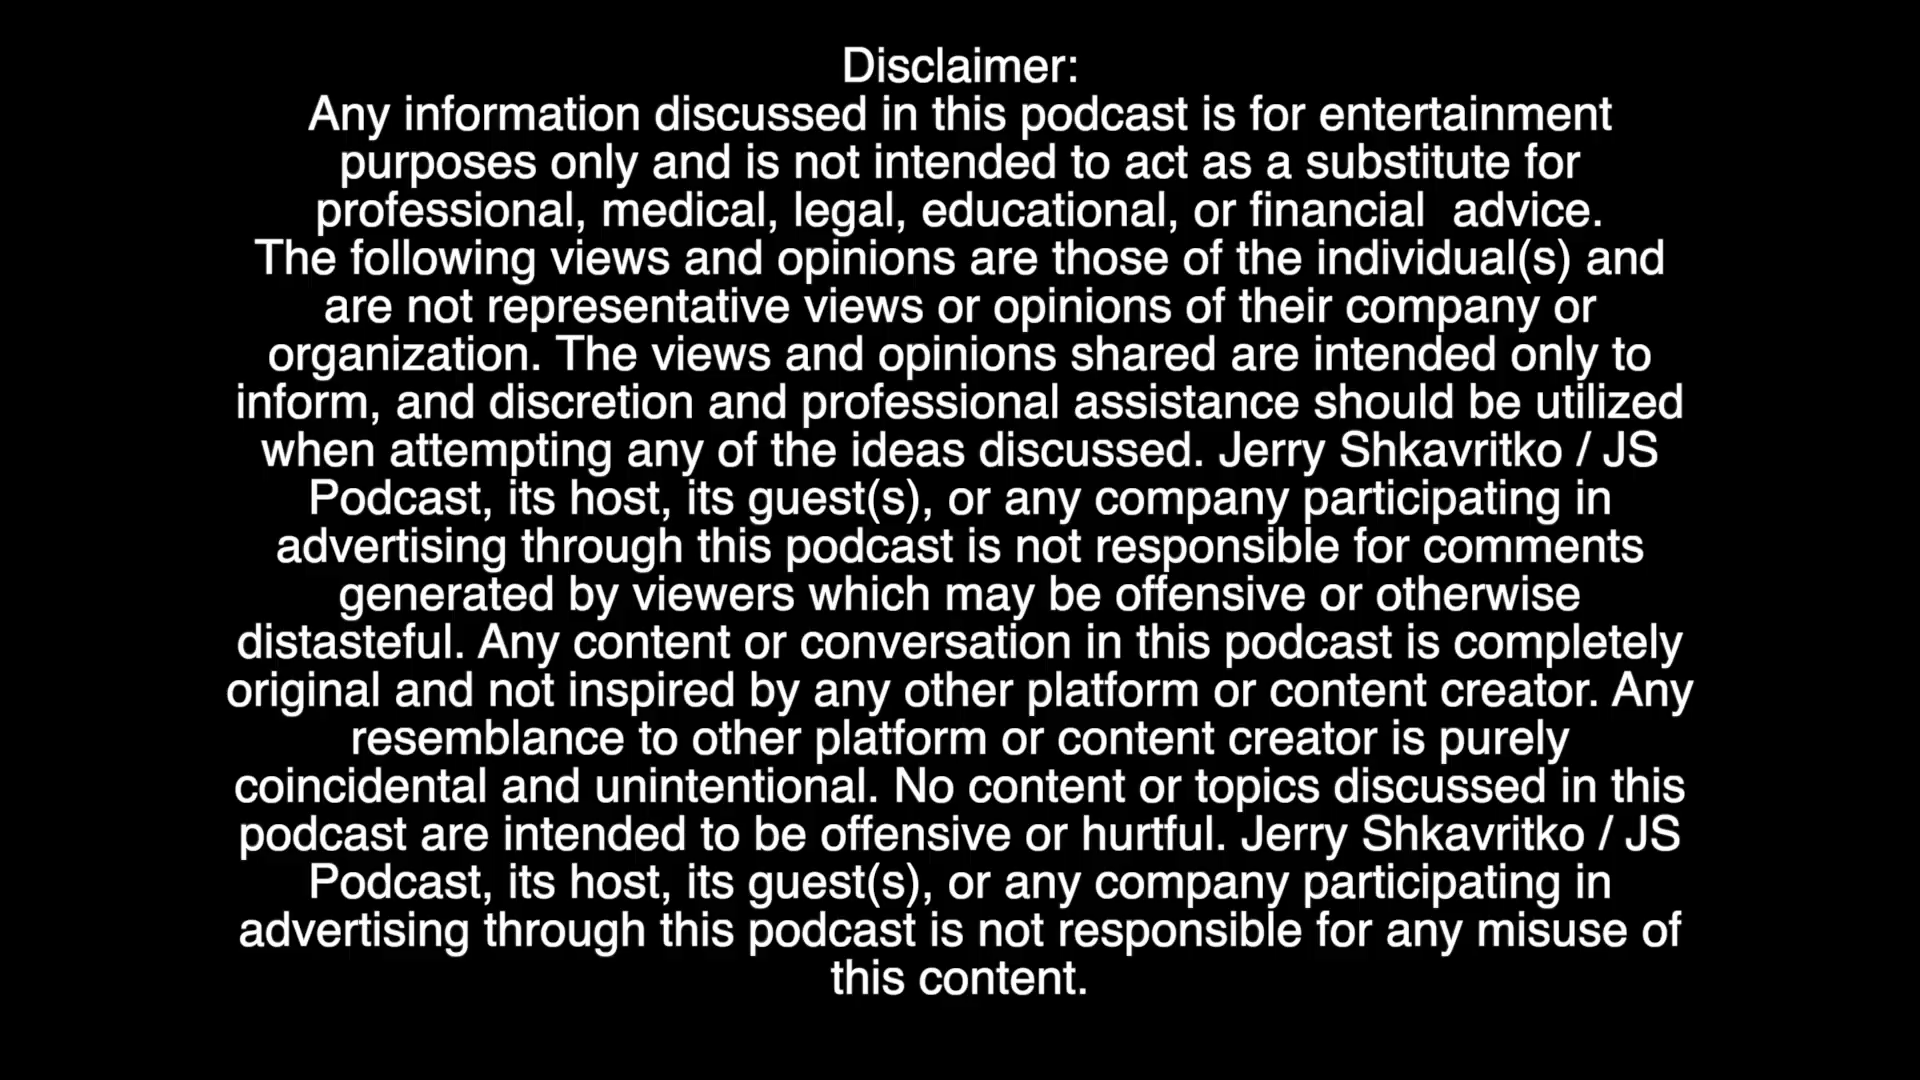 Disclaimer:
Any information discussed in this podcast is for entertainment
purposes only and is not intended to act as a substitute for
professional, medical, legal, educational, or financial  advice.
The following views and opinions are those of the individual(s) and
are not representative views or opinions of their company or
organization. The views and opinions shared are intended only to
inform, and discretion and professional assistance should be utilized
when attempting any of the ideas discussed. Jerry Shkavritko / JS
Podcast, its host, its guest(s), or any company participating in
advertising through this podcast is not responsible for comments
generated by viewers which may be offensive or otherwise
distasteful. Any content or conversation in this podcast is completely
original and not inspired by any other platform or content creator. Any
resemblance to other platform or content creator is purely
coincidental and unintentional. No content or topics discussed in this
podcast are intended to be offensive or hurtful. Jerry Shkavritko / JS
Podcast, its host, its guest(s), or any company participating in
advertising through this podcast is not responsible for any misuse of
this content.